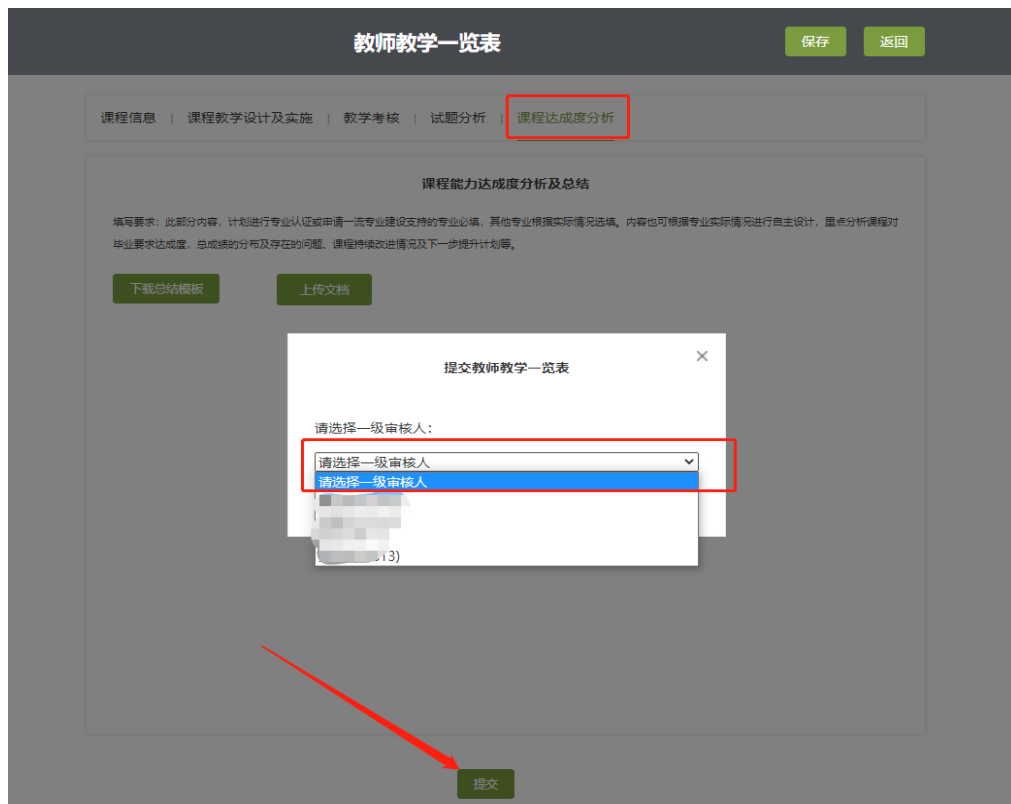 教师教学一览表
保存
返回
课程信息 | 课程教学设计及实施 | 教学考核 | 试题分析 | 课程达成度分析
课程能力达成度分析及总结
填写要求：此部分内容，计划进行专业认证或申请一流专业建设支持的专业必填，其他专业根据实际情况选填。内容也可根据专业实际情况进行自主设计，重点分析课程对
毕业要求达成度，总成绩的分布及存在的问题、课程持续改进情况及下一步提升计划等。
下载总结模板
上传文档
提交教师教学一览表
×
请选择一级审核人：
请选择一级审核人
请选择一级审核人
13)
提交